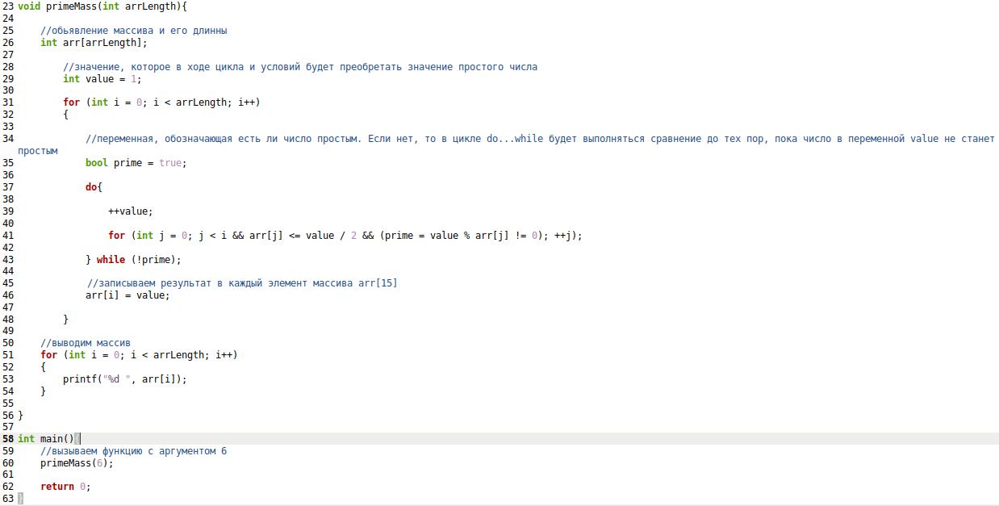 23 void primeMass(int arrLength){
24
25     //обьявление массива и его длинны
26     int arr[arrLength];
27
28         //значение, которое в ходе цикла и условий будет преобретать значение простого числа
29         int value = 1;
30
31         for (int i = 0; i < arrLength; i++)
32         {
33
34             //переменная, обозначающая есть ли число простым. Если нет, то в цикле do...while будет выполняться сравнение до тех пор, пока число в переменной value не станет
простым
35             bool prime = true;
36
37             do{
38
39                 ++value;
40
41                 for (int j = 0; j < i && arr[j] <= value / 2 && (prime = value % arr[j] != 0); ++j);
42
43             } while (!prime);
44
45             //записываем результат в каждый элемент массива arr[15]
46             arr[i] = value;
47
48         }
49
50     //выводим массив
51     for (int i = 0; i < arrLength; i++)
52     {
53         printf("%d ", arr[i]);
54     }
55
56 }
57
58 int main(){
59     //вызываем функцию с аргументом 6
60     primeMass(6);
61
62     return 0;
63 }